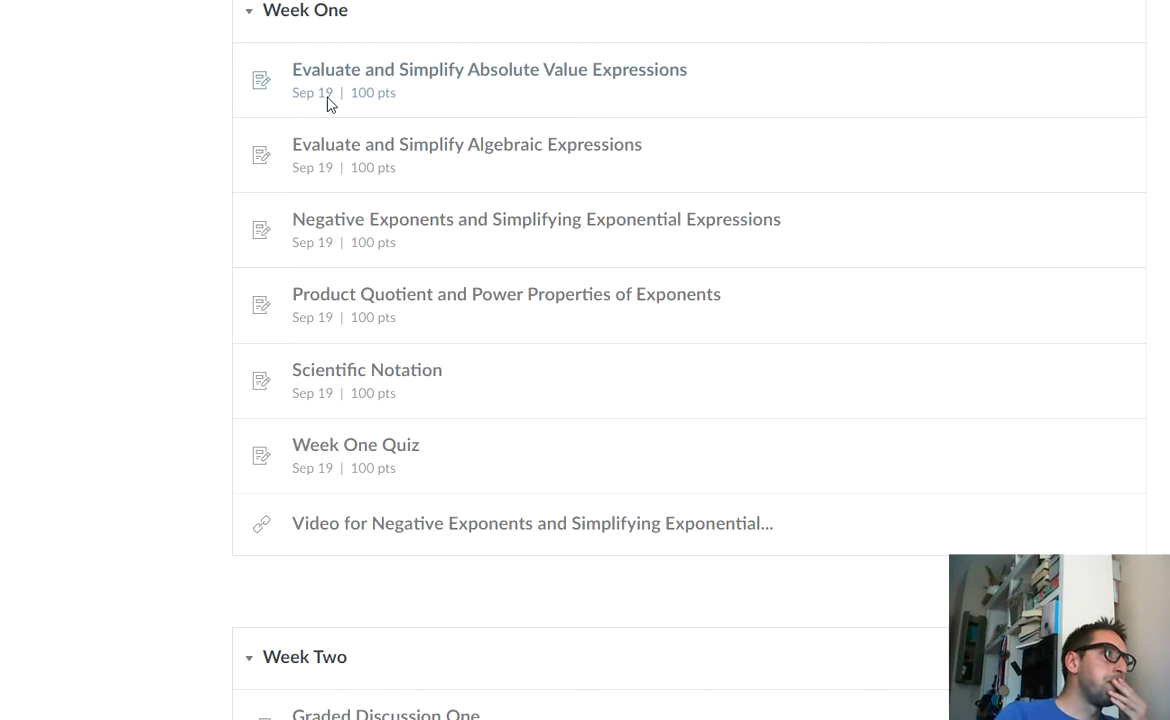 Week One
Evaluate and Simplify Absolute Value Expressions
Sep 19 | 100 pts
Evaluate and Simplify Algebraic Expressions
Sep 19 | 100 pts
Negative Exponents and Simplifying Exponential Expressions
Sep 19 | 100 pts
Product Quotient and Power Properties of Exponents
Sep 19 | 100 pts
Scientific Notation
Sep 19 | 100 pts
Week One Quiz
Sep 19 | 100 pts
Video for Negative Exponents and Simplifying Exponential...
Week Two
Graded Discussion One